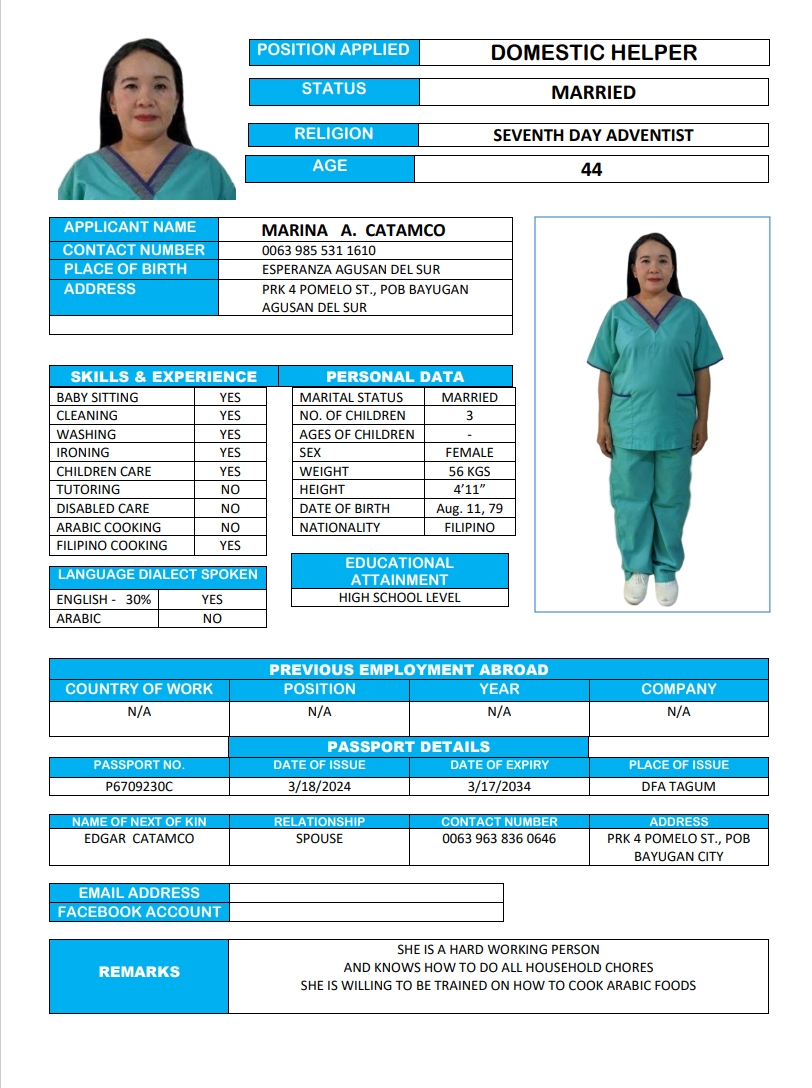 POSITION APPLIED DOMESTIC HELPER
STATUS MARRIED
RELIGION SEVENTH DAY ADVENTIST
AGE 44
APPLICANT NAME MARINA A. CATAMCO
CONTACT NUMBER 0063 985 531 1610
PLACE OF BIRTH ESPERANZA AGUSAN DEL SUR
ADDRESS PRK 4 POMELO ST., POB BAYUGAN
AGUSAN DEL SUR
SKILLS & EXPERIENCE
BABY SITTING YES
CLEANING YES
WASHING YES
IRONING YES
CHILDREN CARE YES
TUTORING NO
DISABLED CARE NO
ARABIC COOKING NO
FILIPINO COOKING YES
LANGUAGE DIALECT SPOKEN
ENGLISH - 30% YES
ARABIC NO
PERSONAL DATA
MARITAL STATUS MARRIED
NO. OF CHILDREN 3
AGES OF CHILDREN -
SEX FEMALE
WEIGHT 56 KGS
HEIGHT 4’11”
DATE OF BIRTH Aug. 11, 79
NATIONALITY FILIPINO
EDUCATIONAL
ATTAINMENT
HIGH SCHOOL LEVEL
PREVIOUS EMPLOYMENT ABROAD
COUNTRY OF WORK POSITION YEAR COMPANY
N/A N/A N/A N/A
PASSPORT DETAILS
PASSPORT NO. DATE OF ISSUE DATE OF EXPIRY PLACE OF ISSUE
P6709230C 3/18/2024 3/17/2034 DFA TAGUM
NAME OF NEXT OF KIN RELATIONSHIP CONTACT NUMBER ADDRESS
EDGAR CATAMCO SPOUSE 0063 963 836 0646 PRK 4 POMELO ST., POB
BAYUGAN CITY
EMAIL ADDRESS
FACEBOOK ACCOUNT
REMARKS
SHE IS A HARD WORKING PERSON
AND KNOWS HOW TO DO ALL HOUSEHOLD CHORES
SHE IS WILLING TO BE TRAINED ON HOW TO COOK ARABIC FOODS